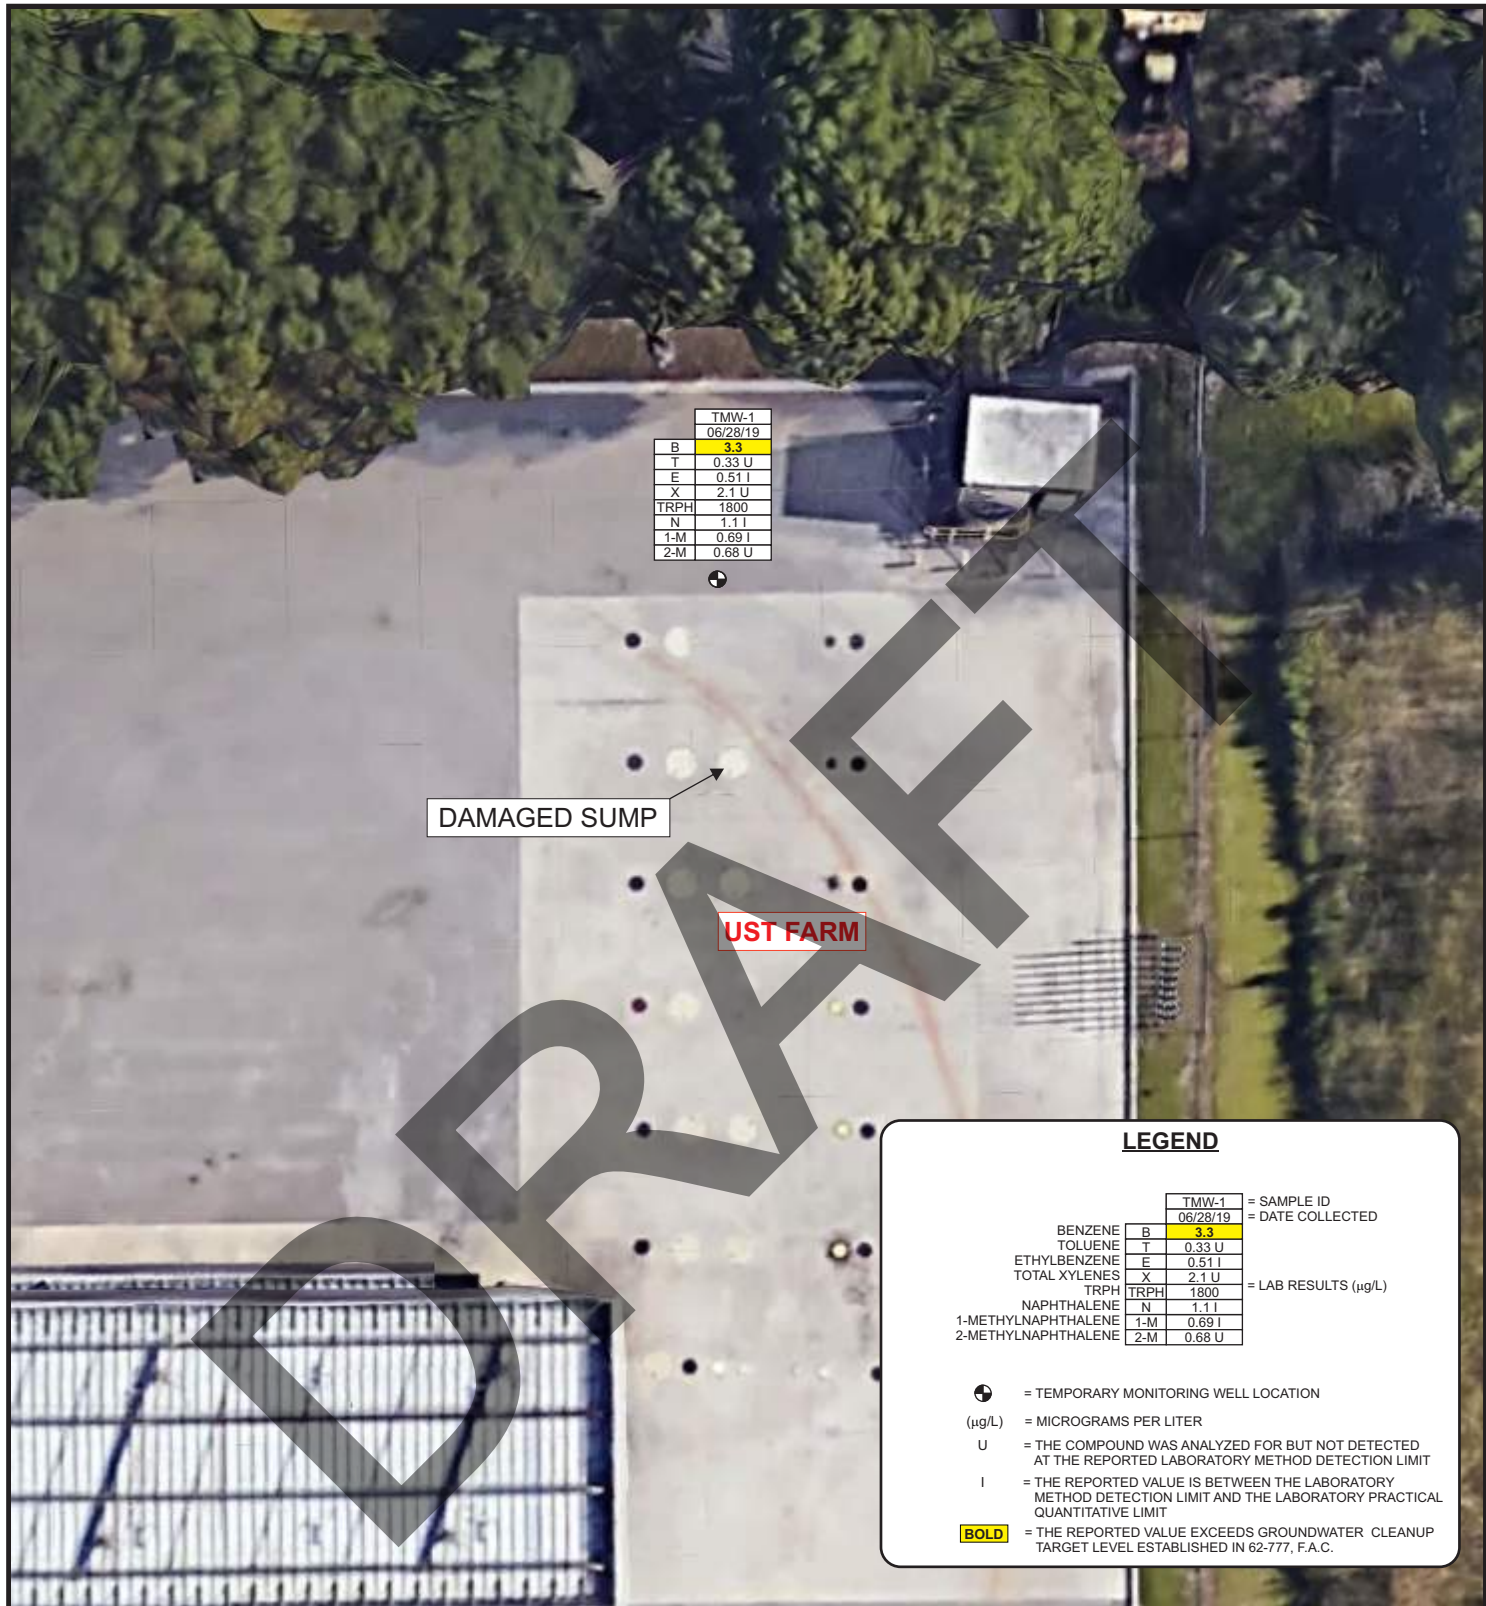 TMW-1
06/28/19
B 3.3
T 0.33 U
E 0.51 I
X 2.1 U
TRPH 1800
N 1.1 I
1-M 0.69 I
2-M 0.68 U
DAMAGED SUMP
UST FARM
DRAFT
LEGEND
TMW-1 = SAMPLE ID
06/28/19 = DATE COLLECTED
BENZENE B 3.3
TOLUENE T 0.33 U
ETHYLBENZENE E 0.51 I
TOTAL XYLENES X 2.1 U
TRPH TRPH 1800 = LAB RESULTS (µg/L)
NAPHTHALENE N 1.1 I
1-METHYLNAPHTHALENE 1-M 0.69 I
2-METHYLNAPHTHALENE 2-M 0.68 U
= TEMPORARY MONITORING WELL LOCATION
(µg/L) = MICROGRAMS PER LITER
U = THE COMPOUND WAS ANALYZED FOR BUT NOT DETECTED
AT THE REPORTED LABORATORY METHOD DETECTION LIMIT
I = THE REPORTED VALUE IS BETWEEN THE LABORATORY
METHOD DETECTION LIMIT AND THE LABORATORY PRACTICAL
QUANTITATIVE LIMIT
BOLD = THE REPORTED VALUE EXCEEDS GROUNDWATER CLEANUP
TARGET LEVEL ESTABLISHED IN 62-777, F.A.C.